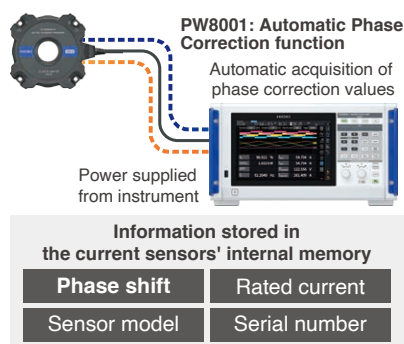 PW8001: Automatic Phase
Correction function
Automatic acquisition of
phase correction values
HIOKI
Power supplied
from instrument
Information stored in
the current sensors' internal memory
Phase shift
Rated current
Sensor model
Serial number